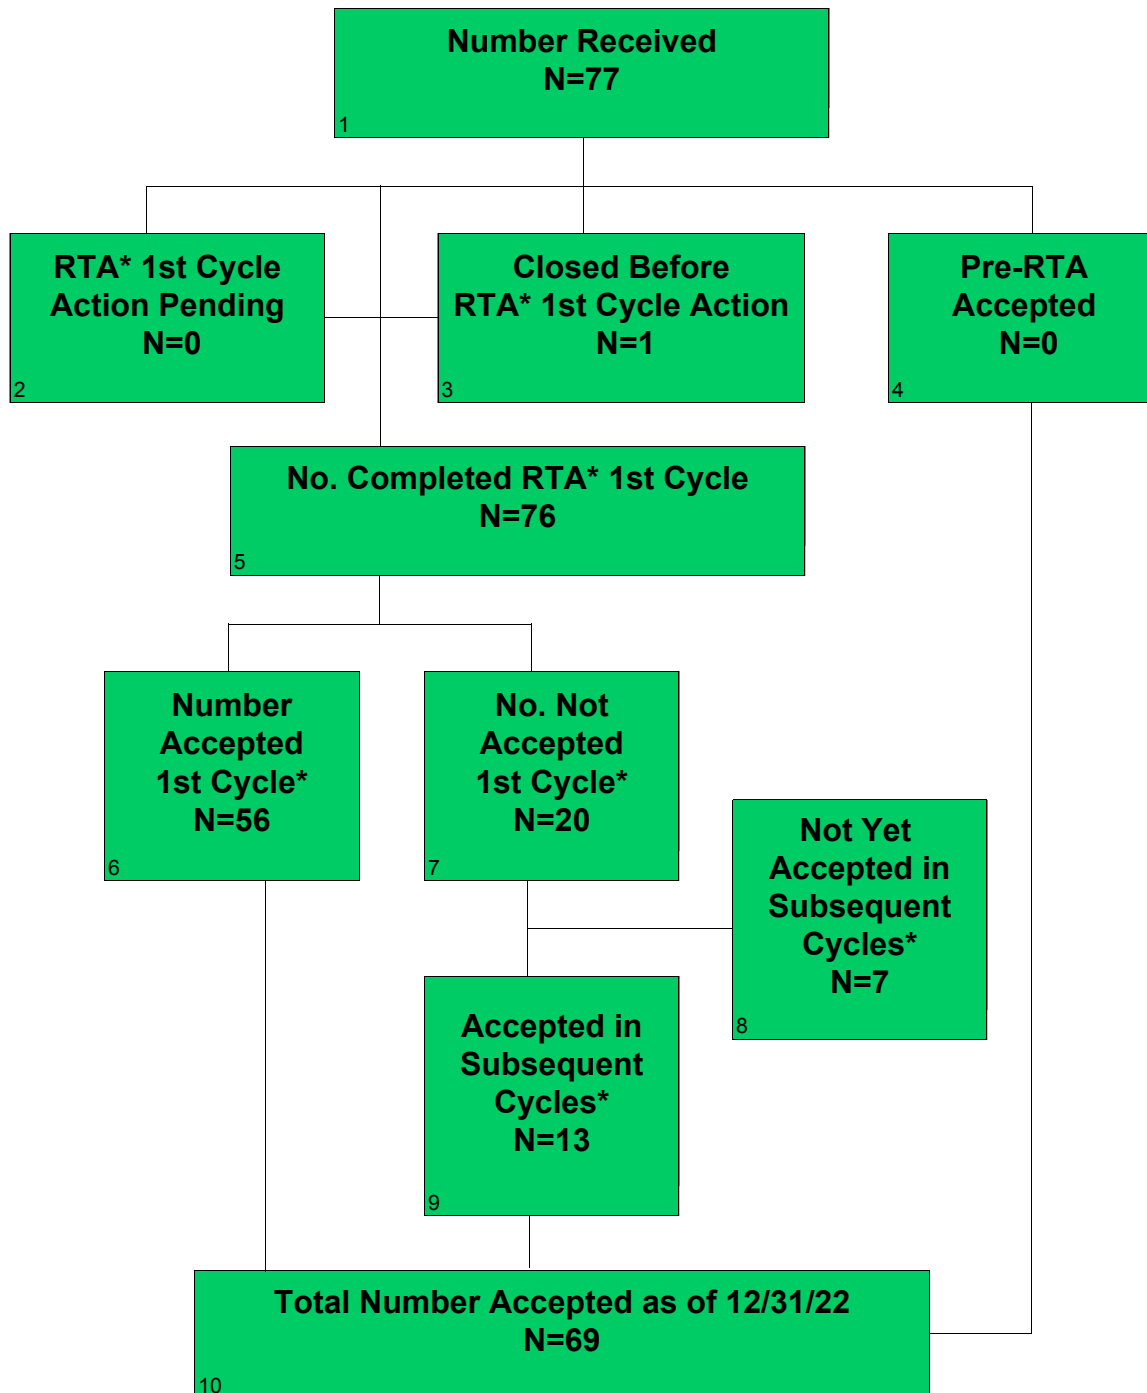 Number Received
N=77
1
RTA* 1st Cycle
Action Pending
N=0
2
Closed Before
RTA* 1st Cycle Action
N=1
3
Pre-RTA
Accepted
N=0
4
No. Completed RTA* 1st Cycle
N=76
5
Number
Accepted
1st Cycle*
N=56
6
No. Not
Accepted
1st Cycle*
N=20
7
Not Yet
Accepted in
Subsequent
Cycles*
N=7
8
Accepted in
Subsequent
Cycles*
N=13
9
Total Number Accepted as of 12/31/22
N=69
10